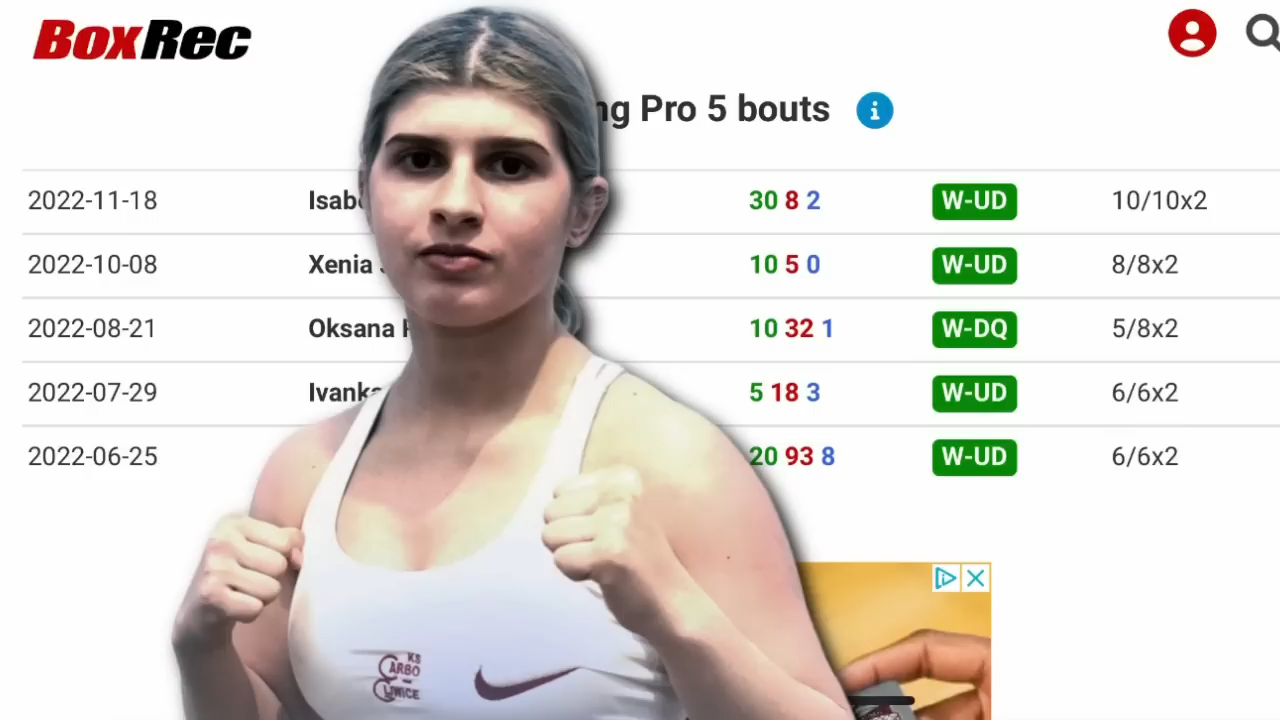 BoxRec
ng Pro 5 bouts
2022-11-18 Isabe 30 8 2 W-UD 10/10x2
2022-10-08 Xenia 10 5 0 W-UD 8/8x2
2022-08-21 Oksana 10 32 1 W-DQ 5/8x2
2022-07-29 Ivanka 5 18 3 W-UD 6/6x2
2022-06-25 20 93 8 W-UD 6/6x2
KS
CARBO
GLIWICE